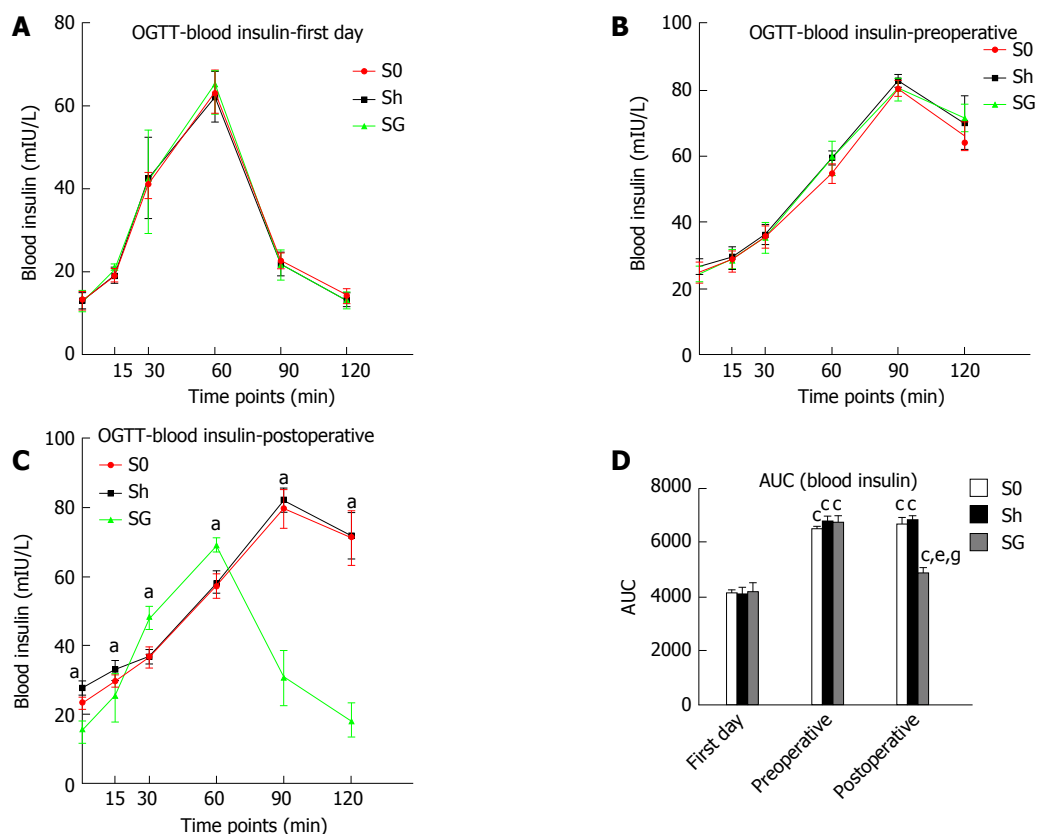 A
OGTT-blood insulin-first day
80
60
40
20
0
Blood insulin (mIU/L)
S0
Sh
SG
15 30 60 90 120
Time points (min)
B
OGTT-blood insulin-preoperative
100
80
60
40
20
0
Blood insulin (mIU/L)
S0
Sh
SG
15 30 60 90 120
Time points (min)
C
OGTT-blood insulin-postoperative
100
80
60
40
20
0
Blood insulin (mIU/L)
S0
Sh
SG
a a a a a a
15 30 60 90 120
Time points (min)
D
AUC (blood insulin)
8000
6000
4000
2000
0
AUC
S0
Sh
SG
c c c c c
c,e,g
First day
Preoperative
Postoperative